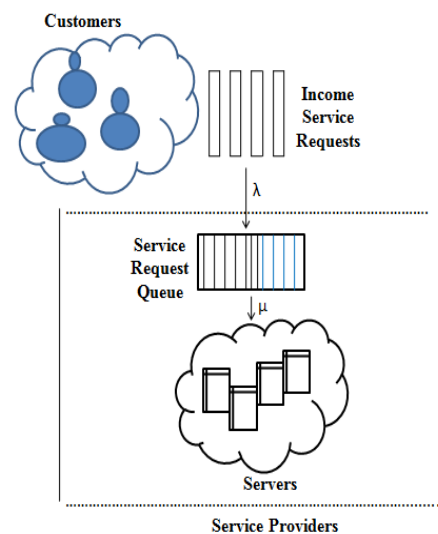 Customers
Income
Service
Requests
λ
Service
Request
Queue
μ
Servers
Service Providers